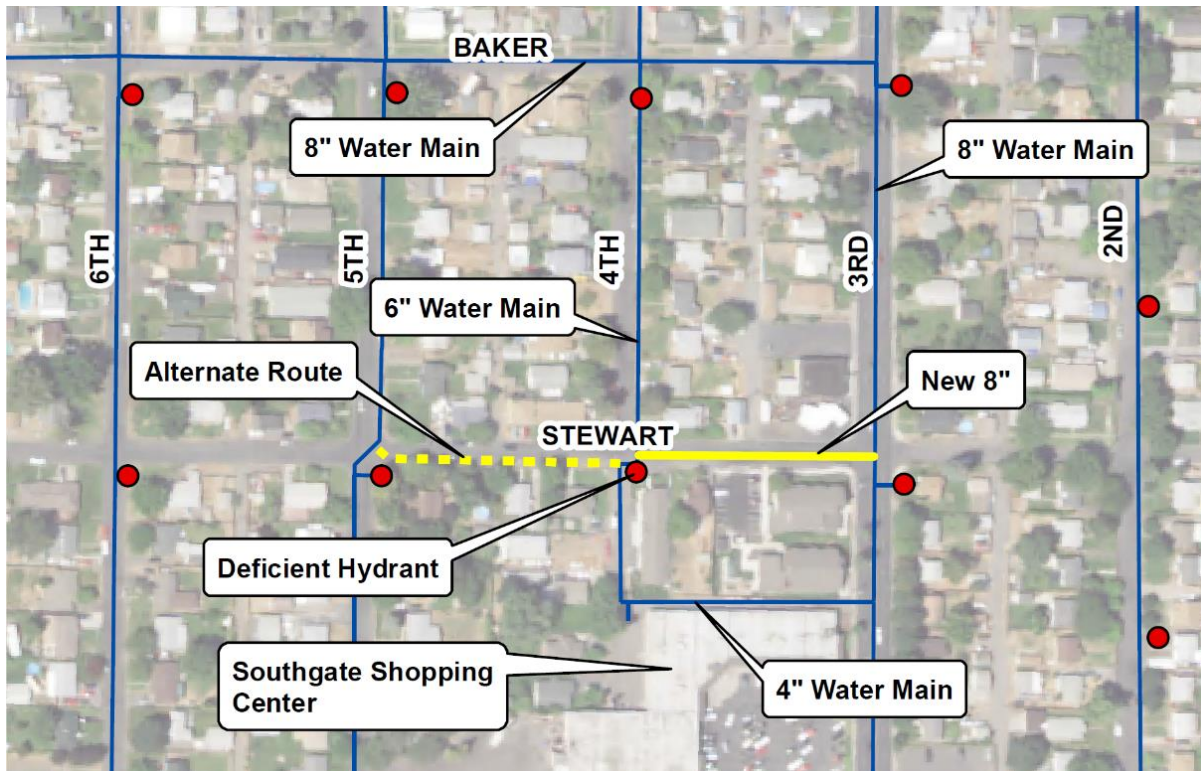 BAKER
8" Water Main
8" Water Main
6TH
5TH
4TH
3RD
2ND
6" Water Main
Alternate Route
New 8"
STEWART
Deficient Hydrant
Southgate Shopping
Center
4" Water Main